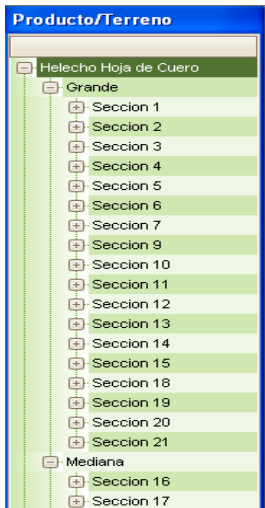 Producto/Terreno
Helecho Hoja de Cuero
Grande
Seccion 1
Seccion 2
Seccion 3
Seccion 4
Seccion 5
Seccion 6
Seccion 7
Seccion 9
Seccion 10
Seccion 11
Seccion 12
Seccion 13
Seccion 14
Seccion 15
Seccion 18
Seccion 19
Seccion 20
Seccion 21
Mediana
Seccion 16
Seccion 17